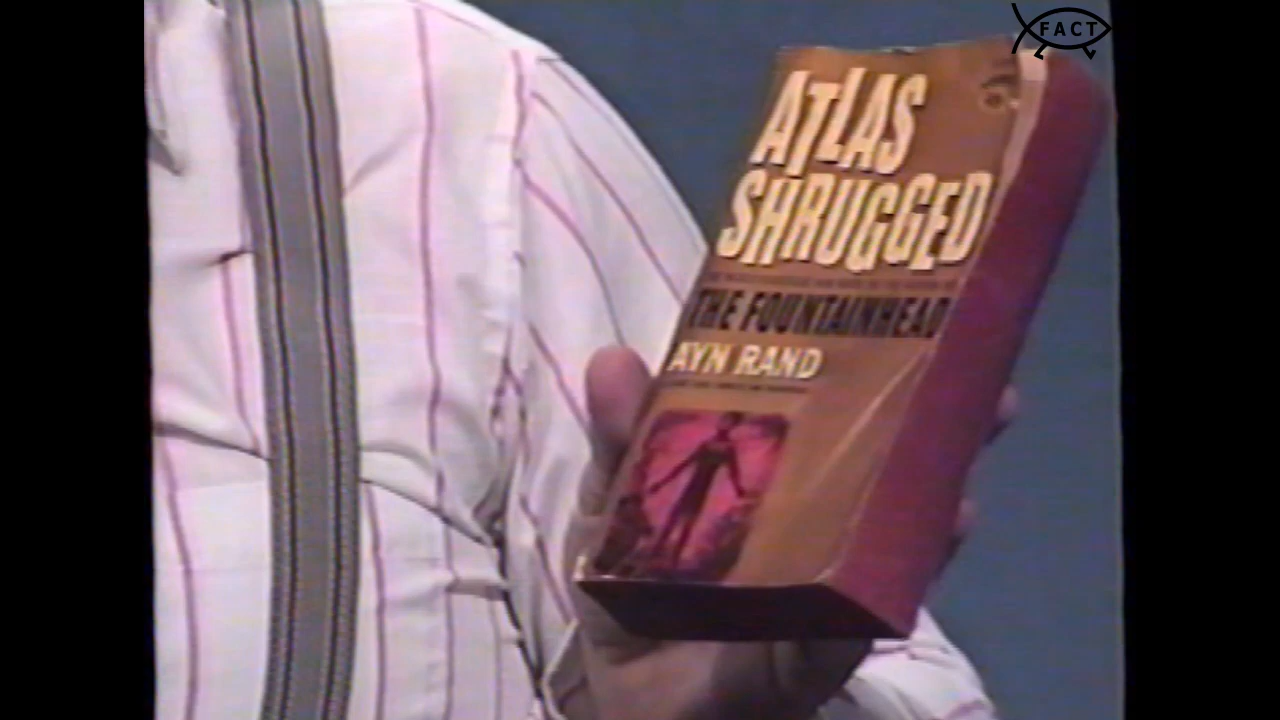 FACT
ATLAS
SHRUGGED
THE FOUNTAINHEAD
AYN RAND